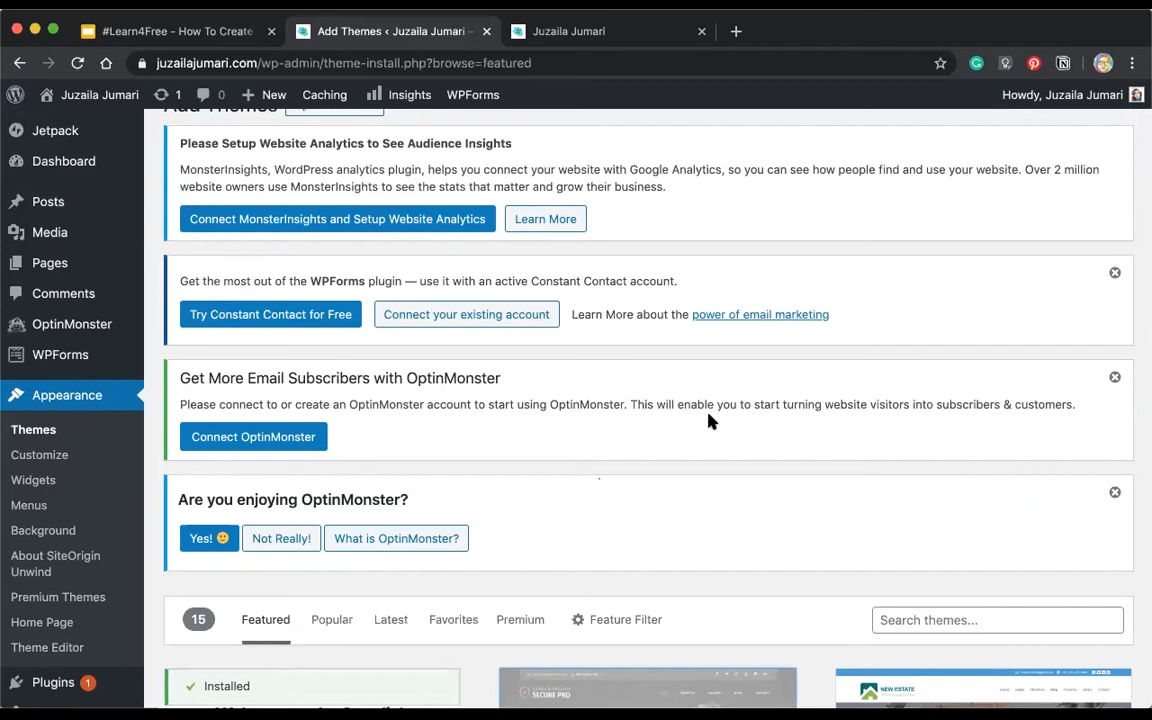 #Learn4Free - How To Create
Add Themes ‹ Juzaila Jumari –
Juzaila Jumari
juzailajumari.com/wp-admin/theme-install.php?browse=featured
Juzaila Jumari
1
0
New
Caching
Insights
WPForms
Howdy, Juzaila Jumari
Add Themes
Jetpack
Dashboard
Posts
Media
Pages
Comments
OptinMonster
WPForms
Appearance
Themes
Customize
Widgets
Menus
Background
About SiteOrigin
Unwind
Premium Themes
Home Page
Theme Editor
Plugins 1
Please Setup Website Analytics to See Audience Insights
MonsterInsights, WordPress analytics plugin, helps you connect your website with Google Analytics, so you can see how people find and use your website. Over 2 million
website owners use MonsterInsights to see the stats that matter and grow their business.
Connect MonsterInsights and Setup Website Analytics
Learn More
Get the most out of the WPForms plugin — use it with an active Constant Contact account.
Try Constant Contact for Free
Connect your existing account
Learn More about the power of email marketing
Get More Email Subscribers with OptinMonster
Please connect to or create an OptinMonster account to start using OptinMonster. This will enable you to start turning website visitors into subscribers & customers.
Connect OptinMonster
Are you enjoying OptinMonster?
Yes! 🙂
Not Really!
What is OptinMonster?
15
Featured
Popular
Latest
Favorites
Premium
Feature Filter
Search themes...
Installed
SECURE PRO
NEW ESTATE